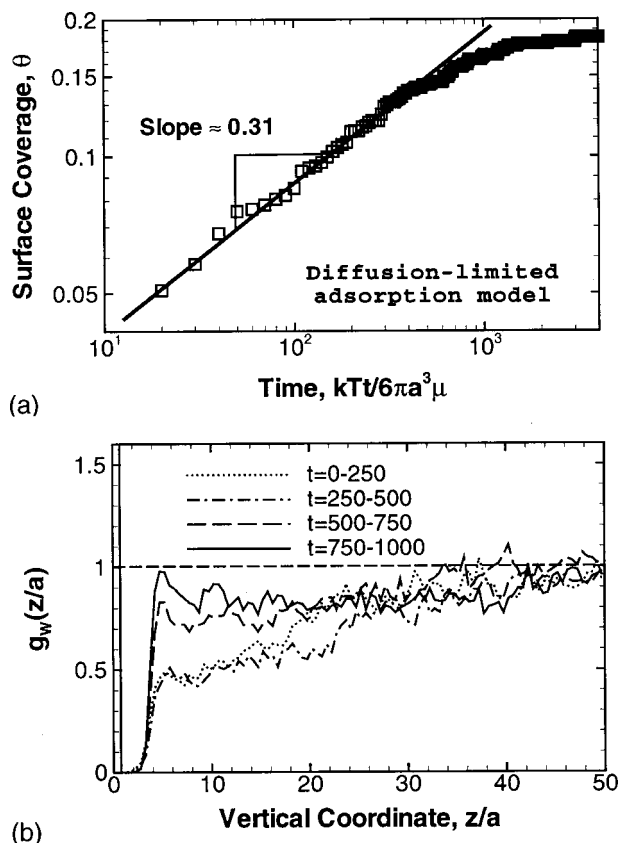 0.2
0.15
0.1
0.05
Surface Coverage, θ
Slope ≈ 0.31
Diffusion-limited
adsorption model
10¹ 10² 10³
Time, kTt/6πa³μ
(a)
1.5
1
0.5
0
g_w(z/a)
t=0-250
t=250-500
t=500-750
t=750-1000
0 10 20 30 40 50
Vertical Coordinate, z/a
(b)